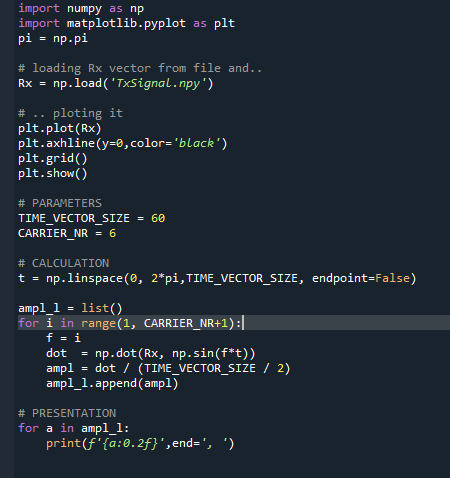 import numpy as np
import matplotlib.pyplot as plt
pi = np.pi
# loading Rx vector from file and..
Rx = np.load('TxSignal.npy')
# .. ploting it
plt.plot(Rx)
plt.axhline(y=0,color='black')
plt.grid()
plt.show()
# PARAMETERS
TIME_VECTOR_SIZE = 60
CARRIER_NR = 6
# CALCULATION
t = np.linspace(0, 2*pi,TIME_VECTOR_SIZE, endpoint=False)
ampl_l = list()
for i in range(1, CARRIER_NR+1):
    f = i
    dot  = np.dot(Rx, np.sin(f*t))
    ampl = dot / (TIME_VECTOR_SIZE / 2)
    ampl_l.append(ampl)
# PRESENTATION
for a in ampl_l:
    print(f'{a:0.2f}',end=', ')